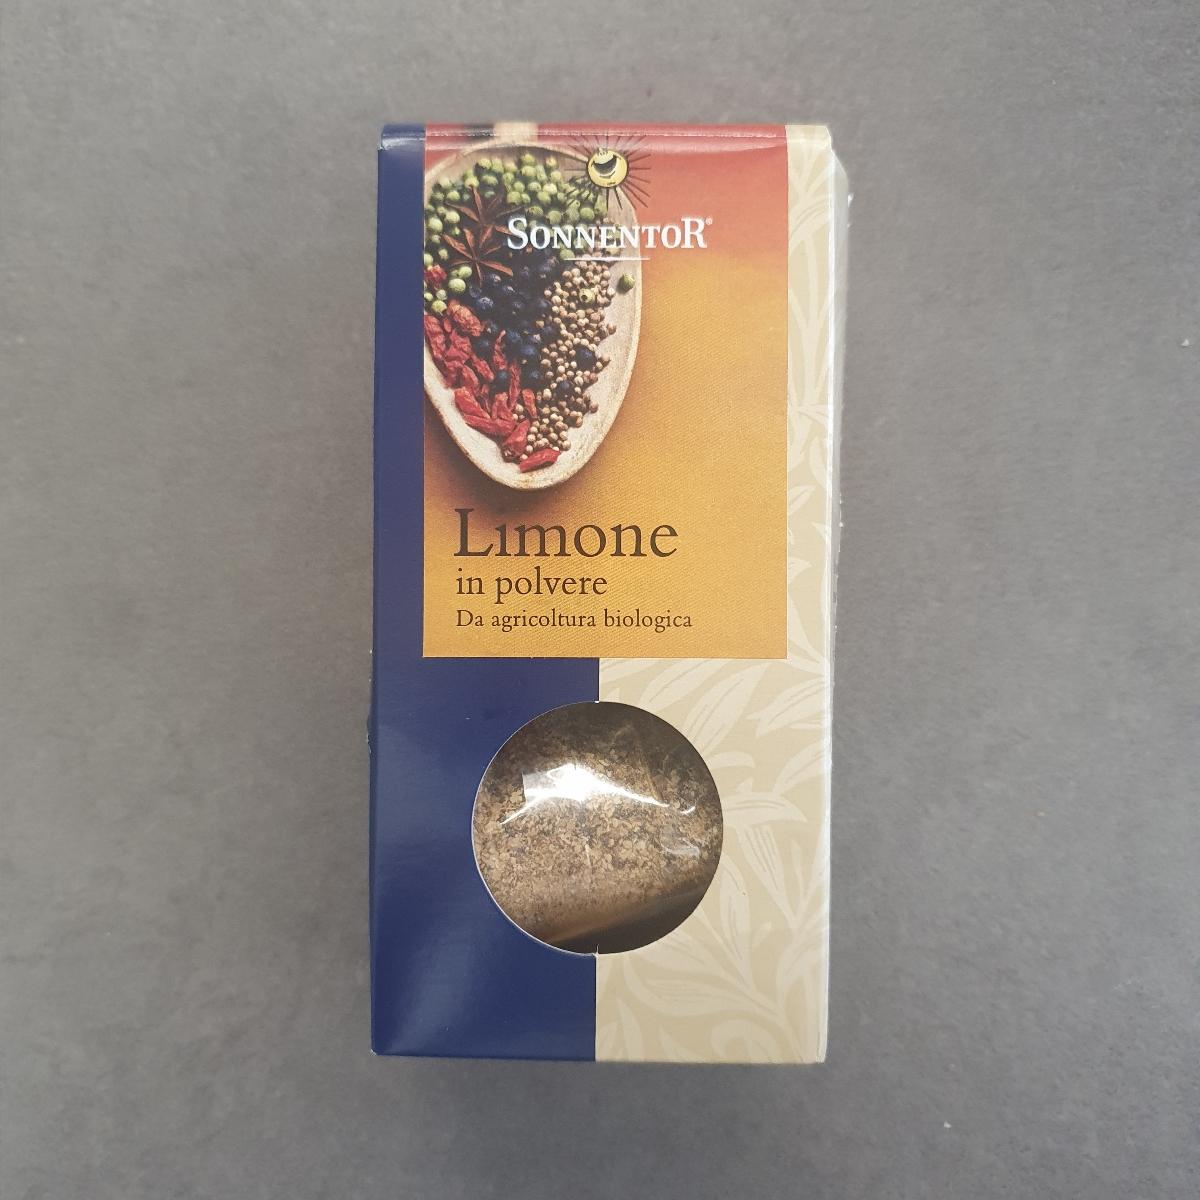 SONNENTOR®
Limone
in polvere
Da agricoltura biologica